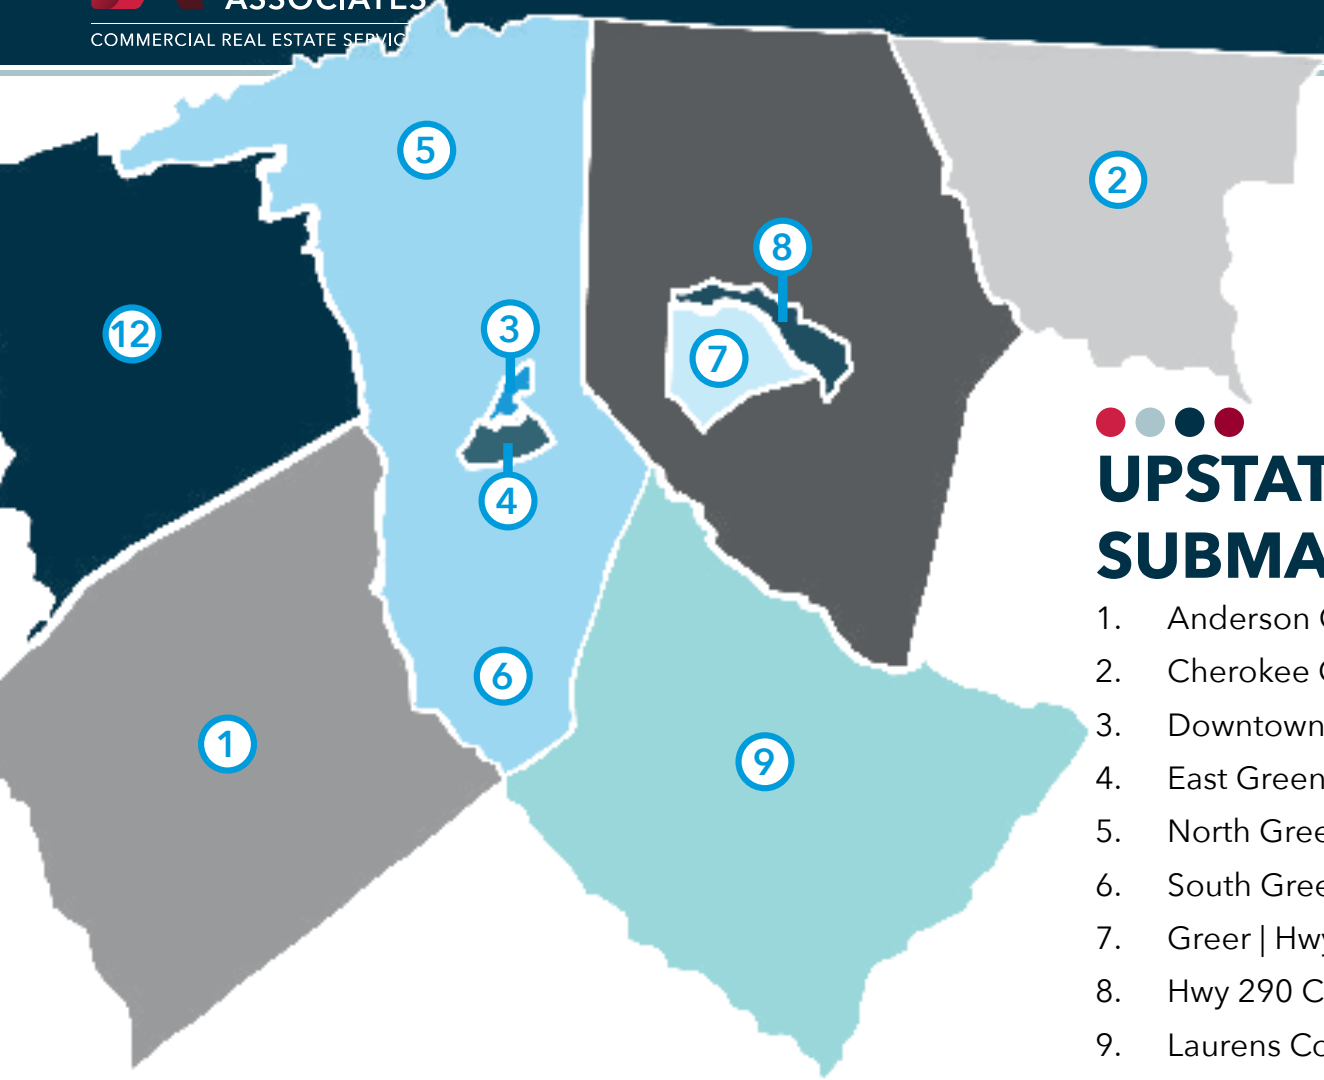 ASSOCIATES
COMMERCIAL REAL ESTATE SERVIC
5
2
8
3
12
7
4
6
1
9
UPSTAT
SUBMA
1. Anderson C
2. Cherokee C
3. Downtown
4. East Green
5. North Gree
6. South Gree
7. Greer | Hwy
8. Hwy 290 C
9. Laurens Co